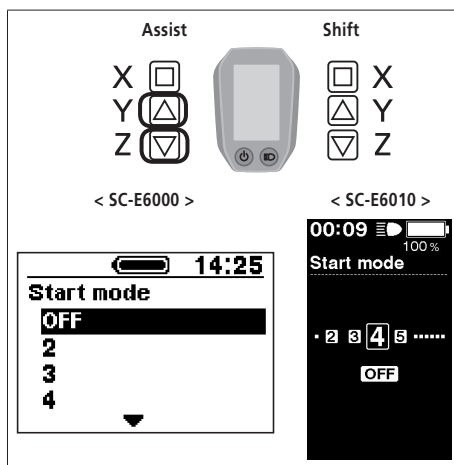 Assist Shift
X X
Y Y
Z Z
< SC-E6000 > < SC-E6010 >
14:25
Start mode
OFF
2
3
4
00:09
100 %
Start mode
2 3 4 5
OFF